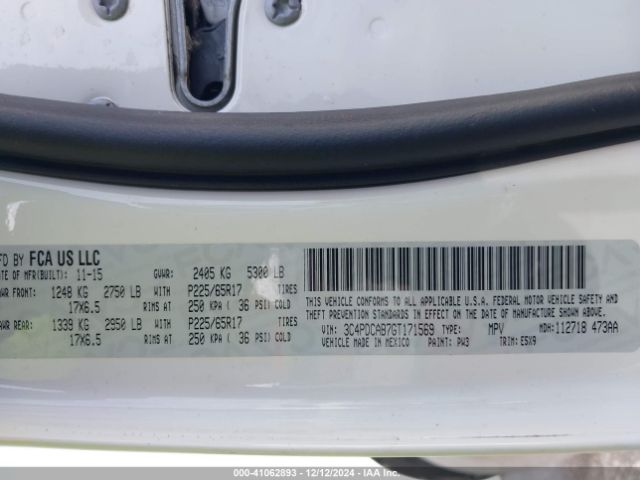 MFD BY FCA US LLC
DATE OF MFR(BUILT): 11-15 GVWR: 2405 KG 5300 LB
GAWR FRONT: 1248 KG 2750 LB WITH P225/65R17 TIRES
17X6.5 RIMS AT 250 KPA ( 36 PSI) COLD
GAWR REAR: 1339 KG 2950 LB WITH P225/65R17 TIRES
17X6.5 RIMS AT 250 KPA ( 36 PSI) COLD
THIS VEHICLE CONFORMS TO ALL APPLICABLE U.S.A. FEDERAL MOTOR VEHICLE SAFETY AND
THEFT PREVENTION STANDARDS IN EFFECT ON THE DATE OF MANUFACTURE SHOWN ABOVE.
VIN: 3C4PDCAB7GT171569 TYPE: MPV MDH: 112718 473AA
VEHICLE MADE IN MEXICO PAINT: PW3 TRIM: E5X9
000-41062893 - 12/12/2024 - IAA Inc.